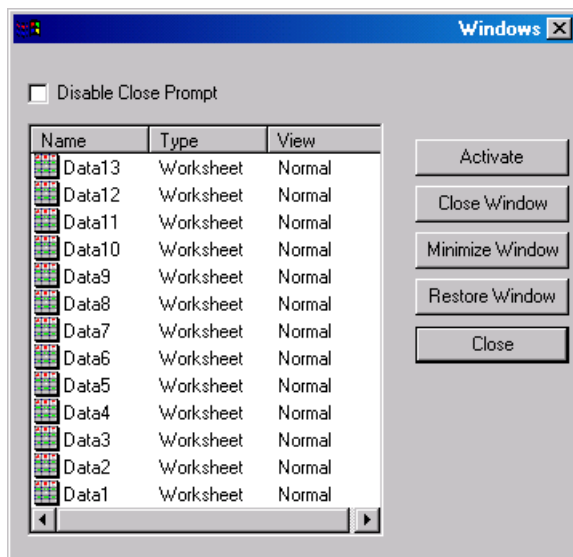 Windows
Disable Close Prompt
Name Type View
Data13 Worksheet Normal
Data12 Worksheet Normal
Data11 Worksheet Normal
Data10 Worksheet Normal
Data9 Worksheet Normal
Data8 Worksheet Normal
Data7 Worksheet Normal
Data6 Worksheet Normal
Data5 Worksheet Normal
Data4 Worksheet Normal
Data3 Worksheet Normal
Data2 Worksheet Normal
Data1 Worksheet Normal
Activate
Close Window
Minimize Window
Restore Window
Close